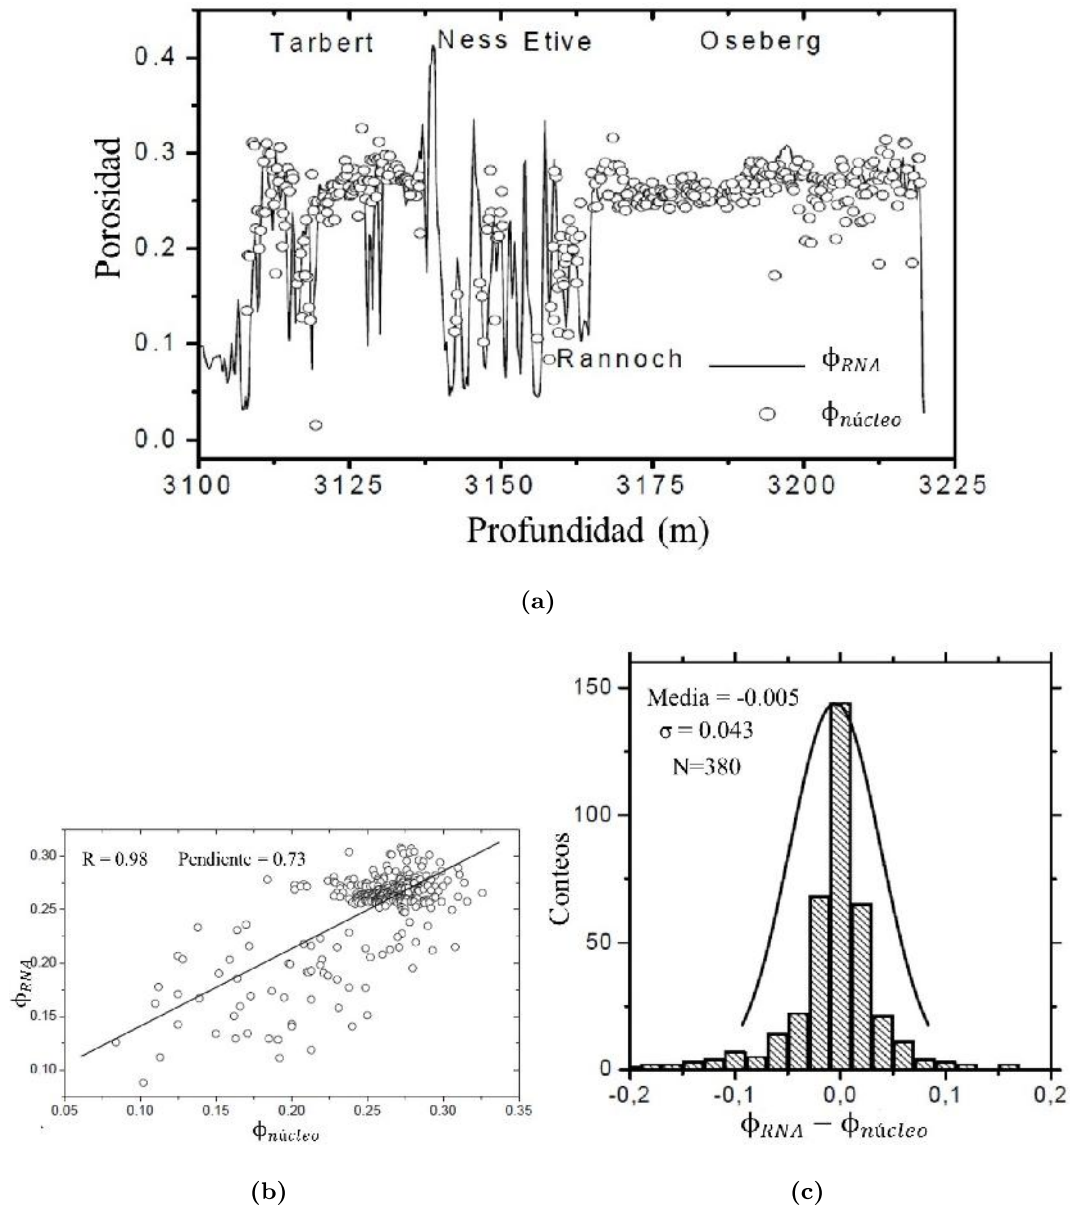 Tarbert Ness Etive Oseberg
0.4
0.3
0.2
0.1
0.0
Porosidad
Rannoch
ϕRNA
ϕnúcleo
3100 3125 3150 3175 3200 3225
Profundidad (m)
(a)
R = 0.98 Pendiente = 0.73
0.30
0.25
0.20
0.15
0.10
ϕRNA
0.05 0.10 0.15 0.20 0.25 0.30 0.35
ϕnúcleo
(b)
Media = -0.005
σ = 0.043
N=380
150
100
50
0
Conteos
-0,2 -0,1 0,0 0,1 0,2
ϕRNA − ϕnúcleo
(c)